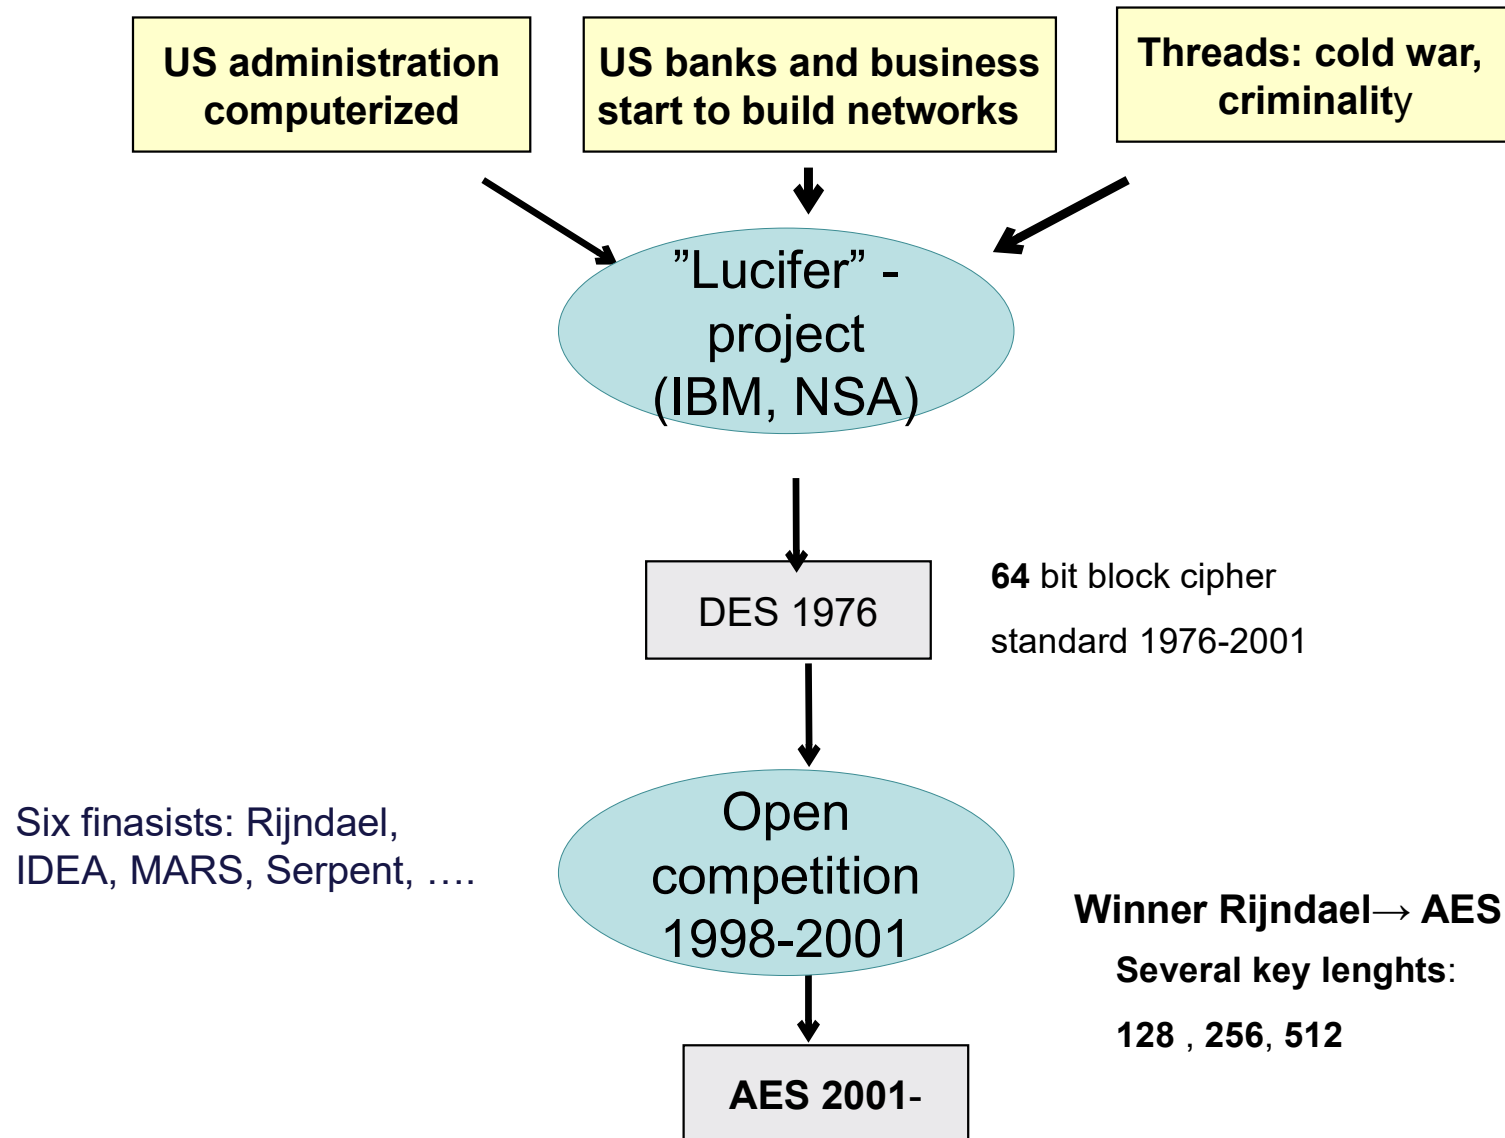 US administration
computerized
US banks and business
start to build networks
Threads: cold war,
criminality
”Lucifer” -
project
(IBM, NSA)
DES 1976
64 bit block cipher
standard 1976-2001
Six finasists: Rijndael,
IDEA, MARS, Serpent, ….
Open
competition
1998-2001
Winner Rijndael→ AES
Several key lenghts:
128 , 256, 512
AES 2001-